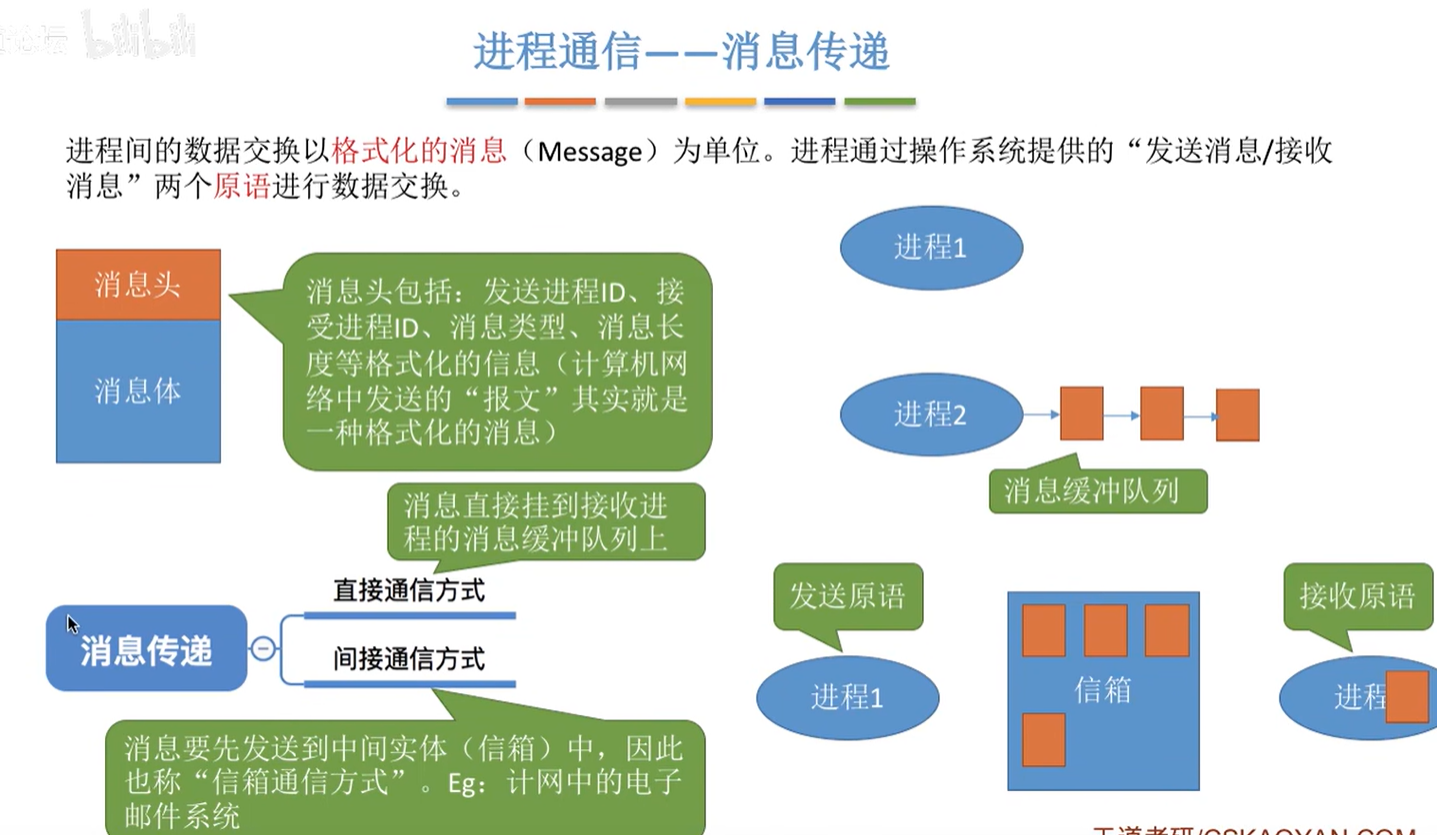 bilibili
进程通信——消息传递
进程间的数据交换以格式化的消息（Message）为单位。进程通过操作系统提供的“发送消息/接收
消息”两个原语进行数据交换。
消息头
消息体
消息头包括：发送进程ID、接
受进程ID、消息类型、消息长
度等格式化的信息（计算机网
络中发送的“报文”其实就是
一种格式化的消息）
进程1
进程2
消息缓冲队列
消息直接挂到接收进
程的消息缓冲队列上
直接通信方式
消息传递
间接通信方式
消息要先发送到中间实体（信箱）中，因此
也称“信箱通信方式”。Eg：计网中的电子
邮件系统
发送原语
进程1
信箱
接收原语
进程
王道考研/CSKAOYAN.COM